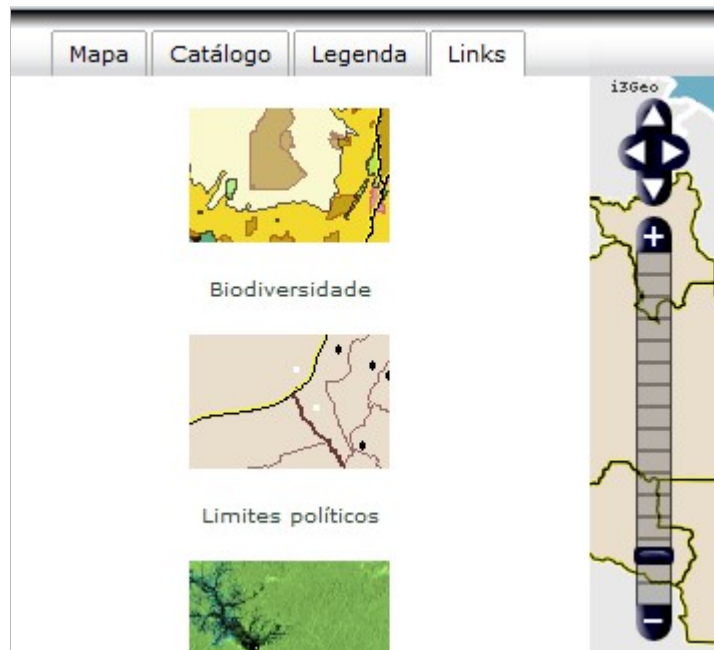 Mapa
Catálogo
Legenda
Links
i3Geo
Biodiversidade
Limites políticos